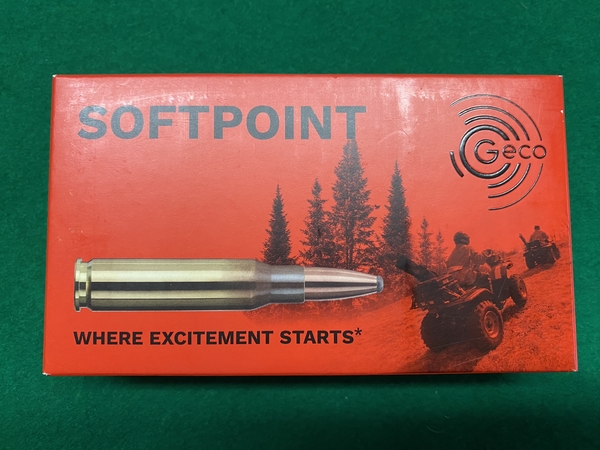 SOFTPOINT
Geco
WHERE EXCITEMENT STARTS*